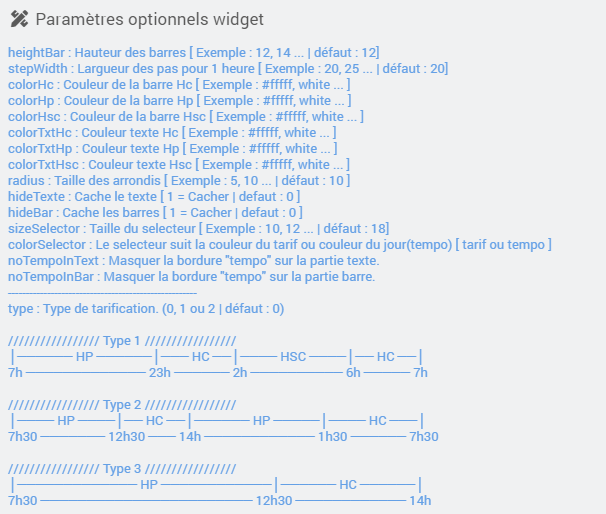 Paramètres optionnels widget
heightBar : Hauteur des barres [ Exemple : 12, 14 ... | défaut : 12]
stepWidth : Largueur des pas pour 1 heure [ Exemple : 20, 25 ... | défaut : 20]
colorHc : Couleur de la barre Hc [ Exemple : #fffff, white ... ]
colorHp : Couleur de la barre Hp [ Exemple : #fffff, white ... ]
colorHsc : Couleur de la barre Hsc [ Exemple : #fffff, white ... ]
colorTxtHc : Couleur texte Hc [ Exemple : #fffff, white ... ]
colorTxtHp : Couleur texte Hp [ Exemple : #fffff, white ... ]
colorTxtHsc : Couleur texte Hsc [ Exemple : #fffff, white ... ]
radius : Taille des arrondis [ Exemple : 5, 10 ... | défaut : 10 ]
hideTexte : Cache le texte [ 1 = Cacher | defaut : 0 ]
hideBar : Cache les barres [ 1 = Cacher | defaut : 0 ]
sizeSelector : Taille du selecteur [ Exemple : 10, 12 ... | défaut : 18]
colorSelector : Le selecteur suit la couleur du tarif ou couleur du jour(tempo) [ tarif ou tempo ]
noTempoInText : Masquer la bordure "tempo" sur la partie texte.
noTempoInBar : Masquer la bordure "tempo" sur la partie barre.
-----------------------------------------------
type : Type de tarification. (0, 1 ou 2 | défaut : 0)
///////////////// Type 1 /////////////////
|———— HP ————|—— HC ——|——— HSC ———|—— HC ——|
7h ————————— 23h ————— 2h ————————— 6h ———— 7h
///////////////// Type 2 /////////////////
|——— HP ———|—— HC ——|———— HP ————|——— HC ———|
7h30 —————— 12h30 ——— 14h ——————————— 1h30 ————— 7h30
///////////////// Type 3 /////////////////
|————————— HP —————————|———— HC ————|
7h30 ——————————————————— 12h30 ———————— 14h